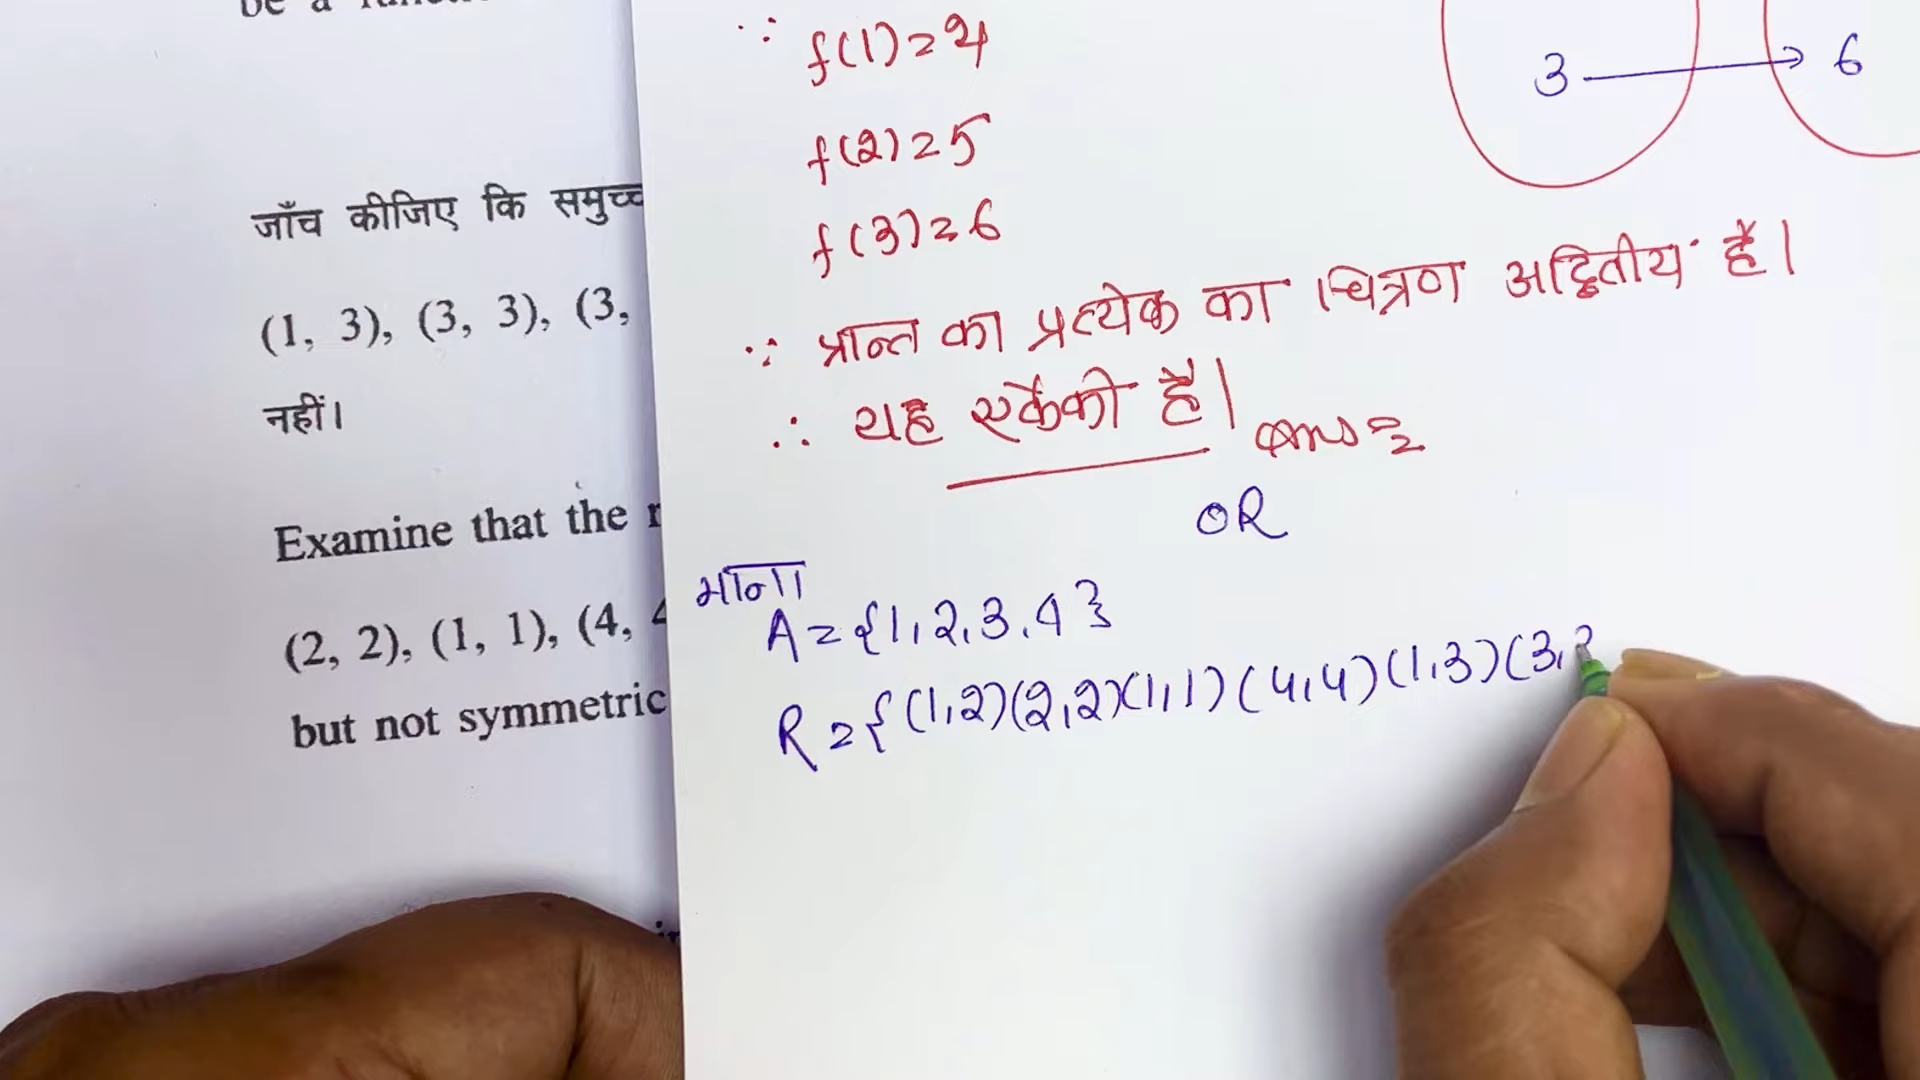 be a
जाँच कीजिए कि
(1, 3), (3, 3), (3,
नहीं।
Examine that the
(2, 2), (1, 1), (4,
but not symmetric
∵ f(1)=4
f(2)=5
f(3)=6
3 → 6
∵ प्रान्त का प्रत्येक का चित्रण अद्वितीय है।
∴ यह एकैकी है। Ans =
OR
माना
A={1,2,3,4}
R={(1,2)(2,2)(1,1)(4,4)(1,3)(3,